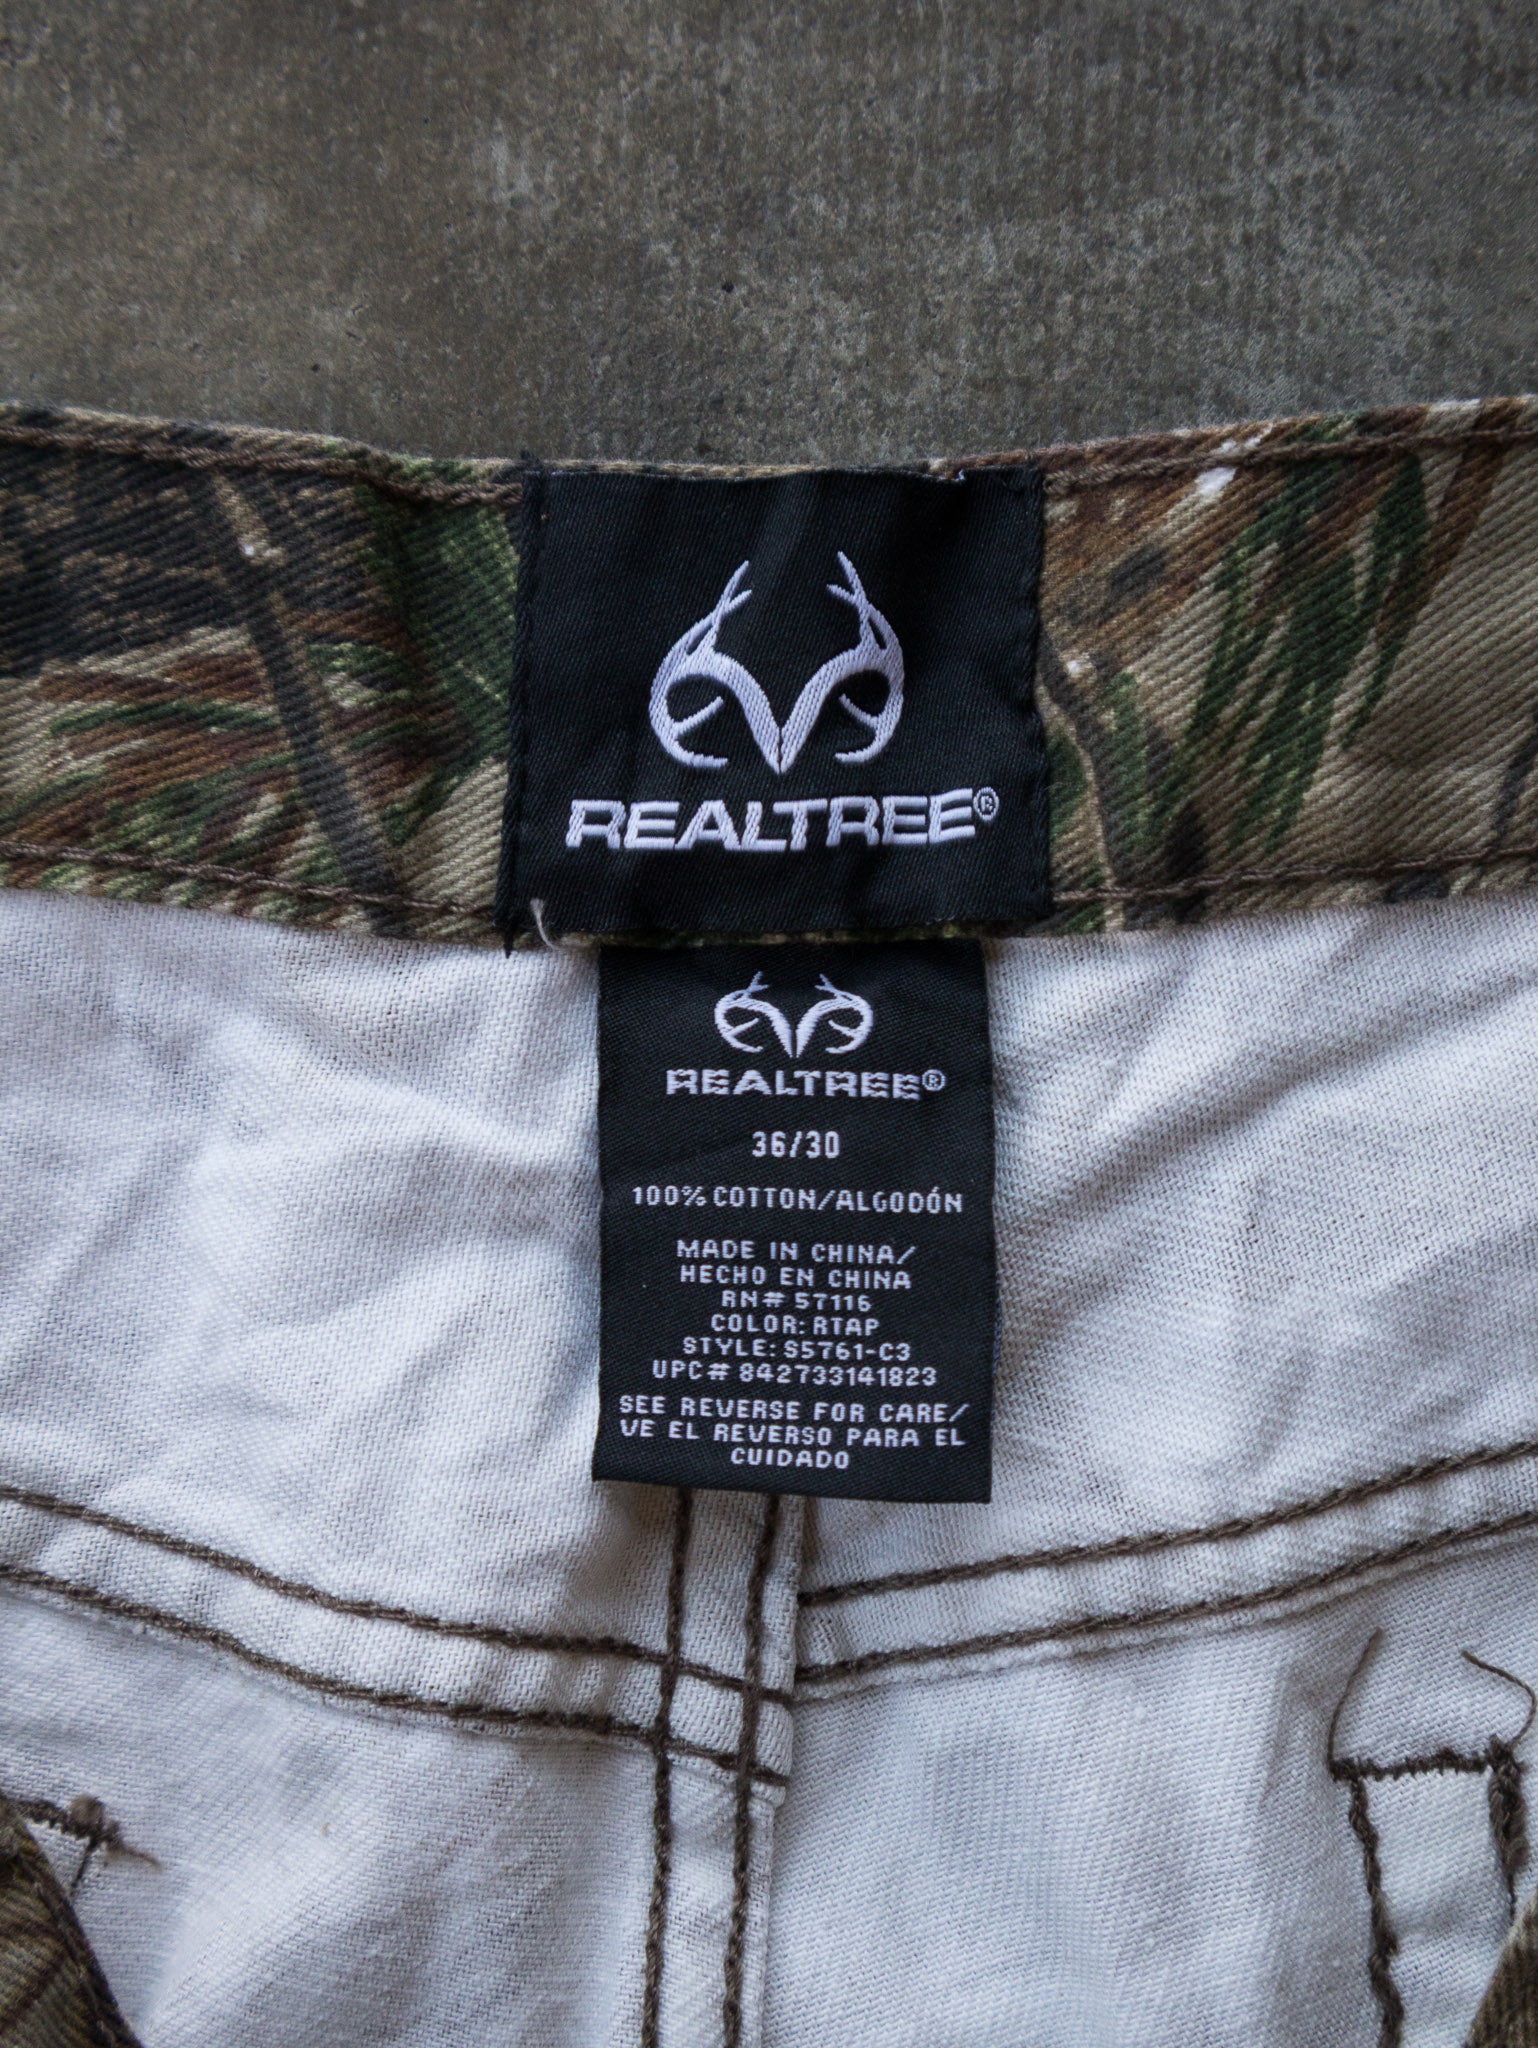 REALTREE®
REALTREE®
36/30
100% COTTON/ALGODÓN
MADE IN CHINA/
HECHO EN CHINA
RN# 57116
COLOR: RTAP
STYLE: S5761-C3
UPC# 842733141823
SEE REVERSE FOR CARE/
VE EL REVERSO PARA EL
CUIDADO